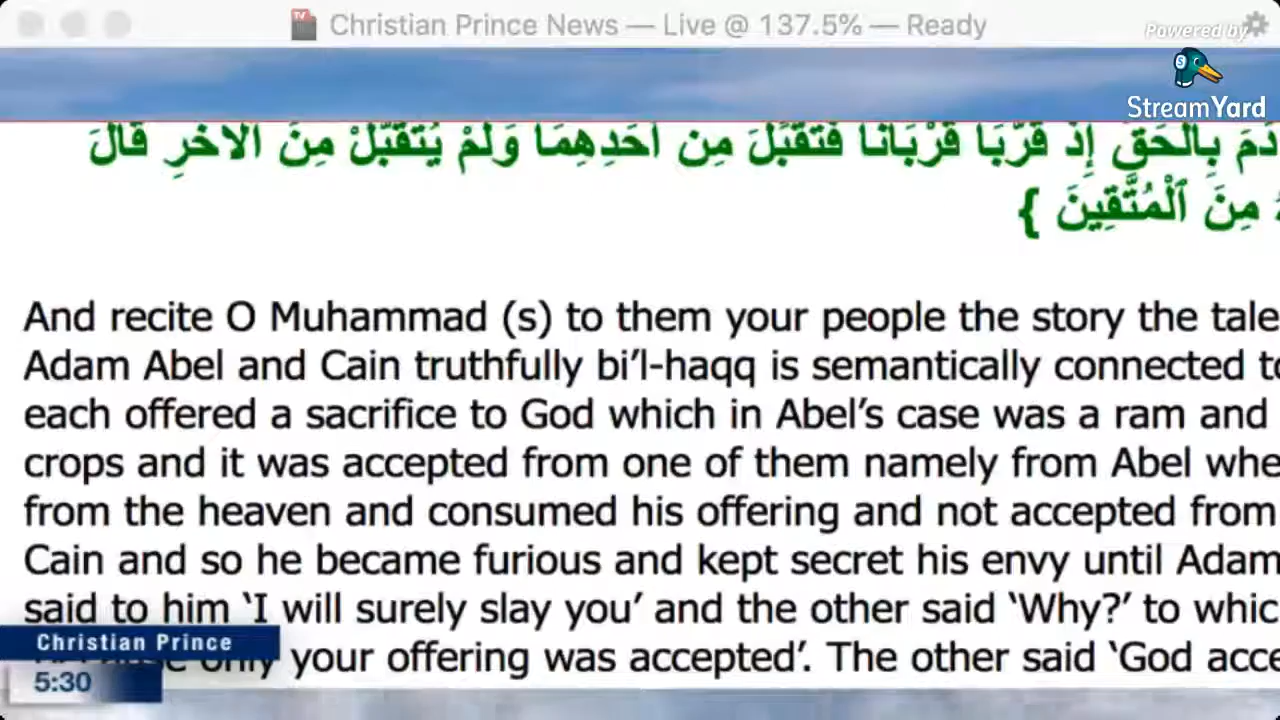 Christian Prince News — Live @ 137.5% — Ready
Powered by
StreamYard
دَمَ بِٱلْحَقِّ إِذْ قَرَّبَا قُرْبَاناً فَتُقُبِّلَ مِن أَحَدِهِمَا وَلَمْ يُتَقَبَّلْ مِنَ ٱلآخَرِ قَالَ
مِنَ ٱلْمُتَّقِينَ }
And recite O Muhammad (s) to them your people the story the tale
Adam Abel and Cain truthfully bi’l-haqq is semantically connected to
each offered a sacrifice to God which in Abel’s case was a ram and
crops and it was accepted from one of them namely from Abel whe
from the heaven and consumed his offering and not accepted from
Cain and so he became furious and kept secret his envy until Adam
said to him ‘I will surely slay you’ and the other said ‘Why?’ to whic
only your offering was accepted’. The other said ‘God acce
Christian Prince
5:30